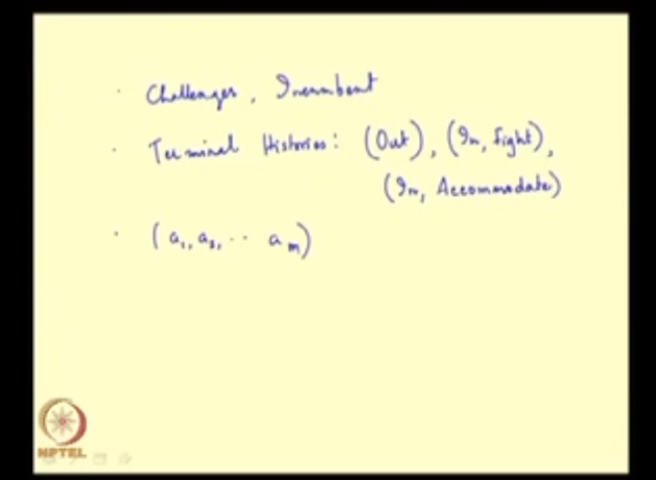 · Challenger, Incumbent
· Terminal Histories: (Out), (In, fight),
(In, Accommodate)
· (a₁, a₂, ·· aₘ)
NPTEL